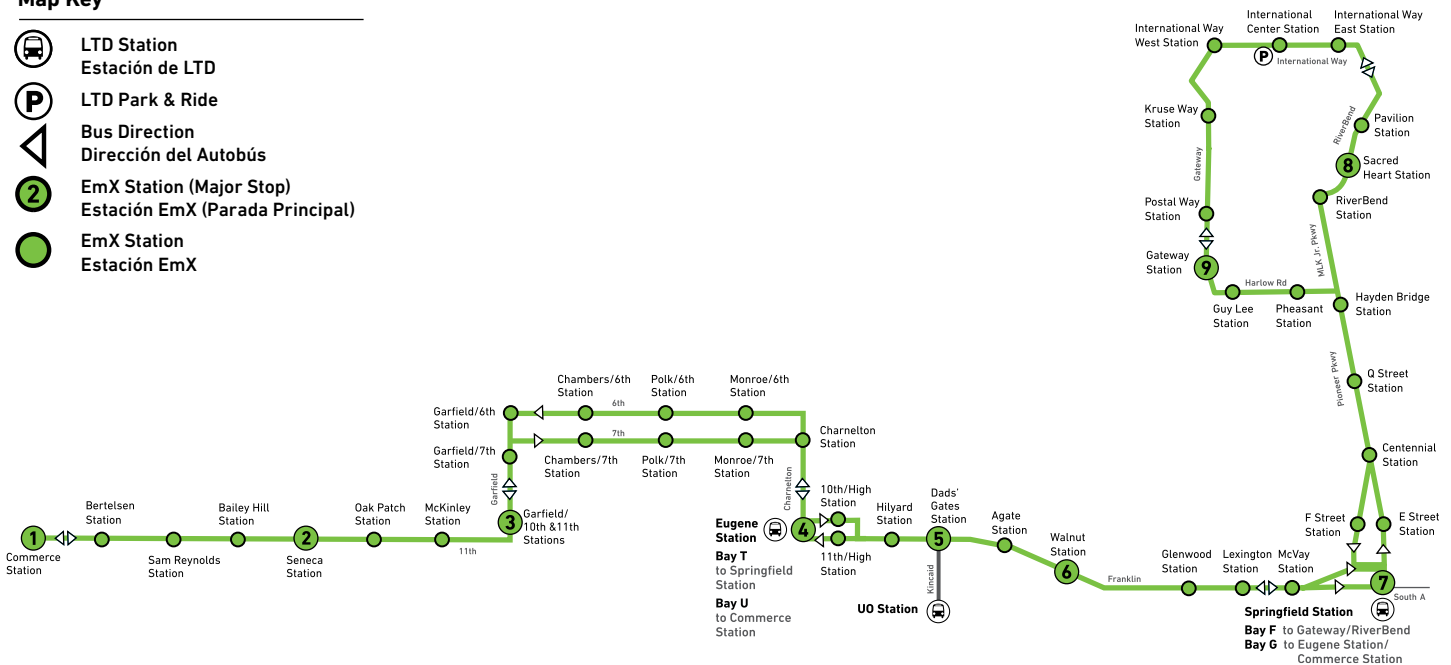 Map Key
LTD Station
Estación de LTD
P
LTD Park & Ride
Bus Direction
Dirección del Autobús
2
EmX Station (Major Stop)
Estación EmX (Parada Principal)
EmX Station
Estación EmX
International Way
West Station
International
Center Station
International Way
East Station
P
International Way
Kruse Way
Station
Gateway
Postal Way
Station
Gateway
Station
9
Harlow Rd
Guy Lee
Station
Pheasant
Station
RiverBend
Pavilion
Station
8
Sacred
Heart Station
RiverBend
Station
MLK Jr. Pkwy
Hayden Bridge
Station
Pioneer Pkwy
Q Street
Station
Centennial
Station
F Street
Station
E Street
Station
Chambers/6th
Station
Polk/6th
Station
Monroe/6th
Station
6th
Garfield/6th
Station
7th
Charnelton
Station
Garfield/7th
Station
Chambers/7th
Station
Polk/7th
Station
Monroe/7th
Station
Garfield
Charnelton
1
Commerce
Station
Bertelsen
Station
Sam Reynolds
Station
Bailey Hill
Station
2
Seneca
Station
Oak Patch
Station
McKinley
Station
11th
3
Garfield/
10th &11th
Stations
Eugene
Station
4
Bay T
to Springfield
Station
Bay U
to Commerce
Station
10th/High
Station
11th/High
Station
Hilyard
Station
Dads'
Gates
Station
5
Kincaid
UO Station
Agate
Station
Walnut
Station
6
Franklin
Glenwood
Station
Lexington
Station
McVay
Station
7
South A
Springfield Station
Bay F to Gateway/RiverBend
Bay G to Eugene Station/
Commerce Station